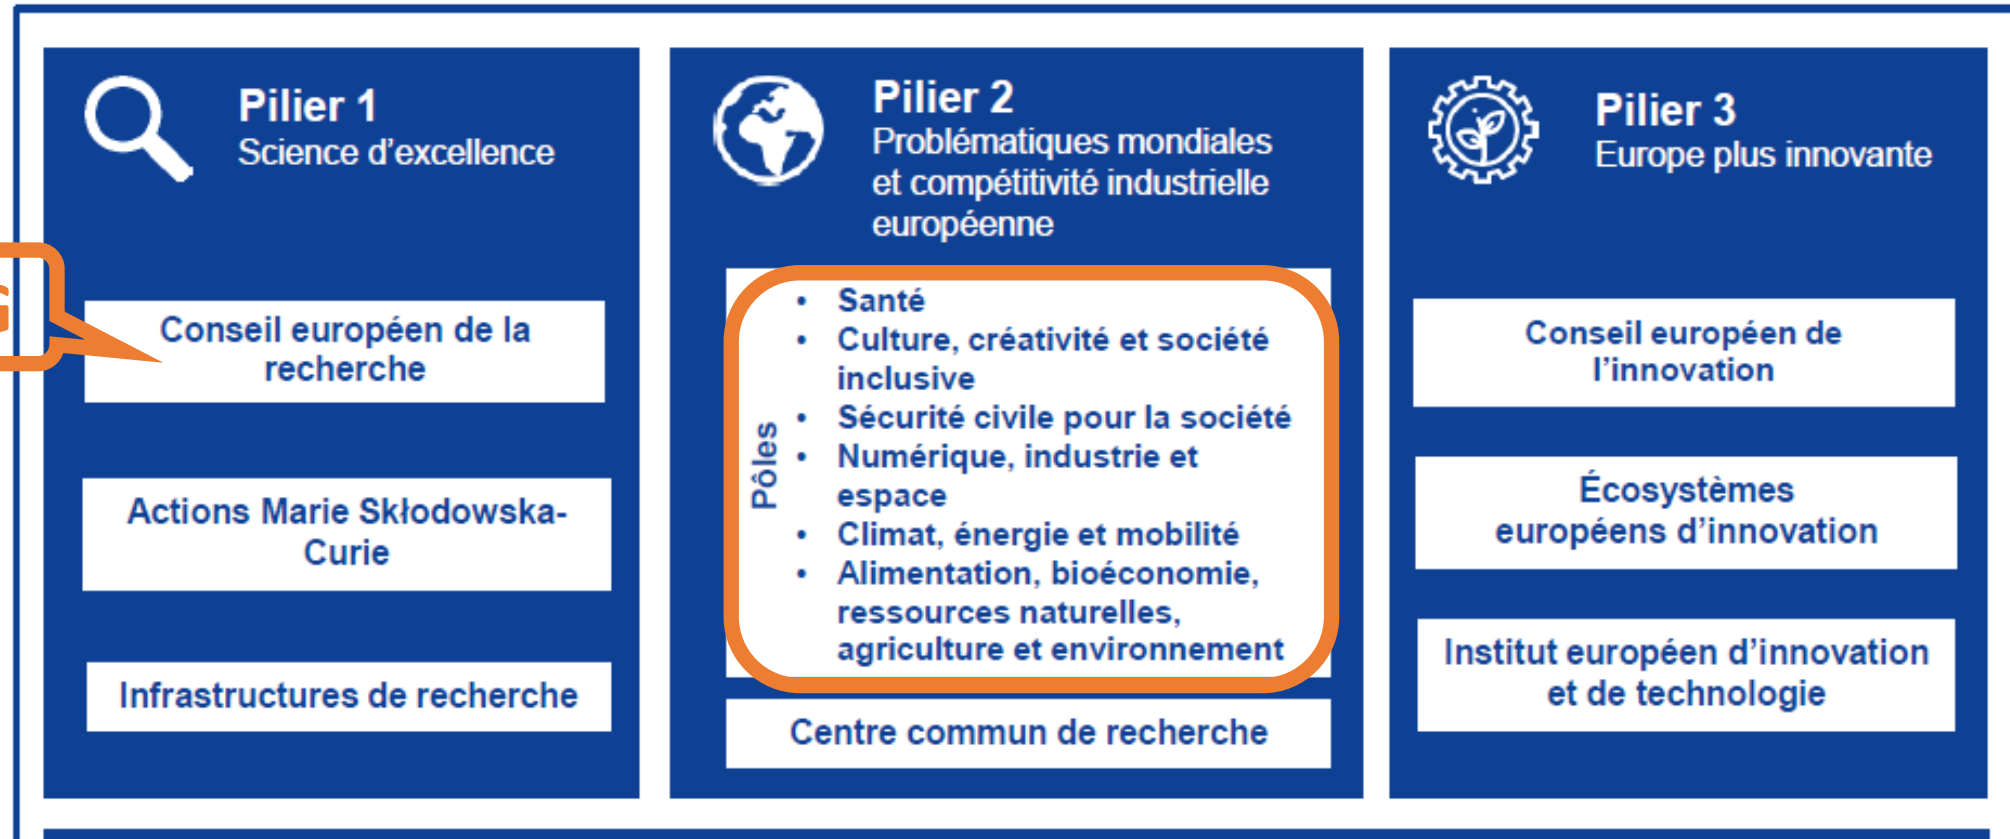 Pilier 1
Science d'excellence
Conseil européen de la
recherche
Actions Marie Skłodowska-
Curie
Infrastructures de recherche
Pilier 2
Problématiques mondiales
et compétitivité industrielle
européenne
Pôles
• Santé
• Culture, créativité et société
inclusive
• Sécurité civile pour la société
• Numérique, industrie et
espace
• Climat, énergie et mobilité
• Alimentation, bioéconomie,
ressources naturelles,
agriculture et environnement
Centre commun de recherche
Pilier 3
Europe plus innovante
Conseil européen de
l'innovation
Écosystèmes
européens d'innovation
Institut européen d'innovation
et de technologie